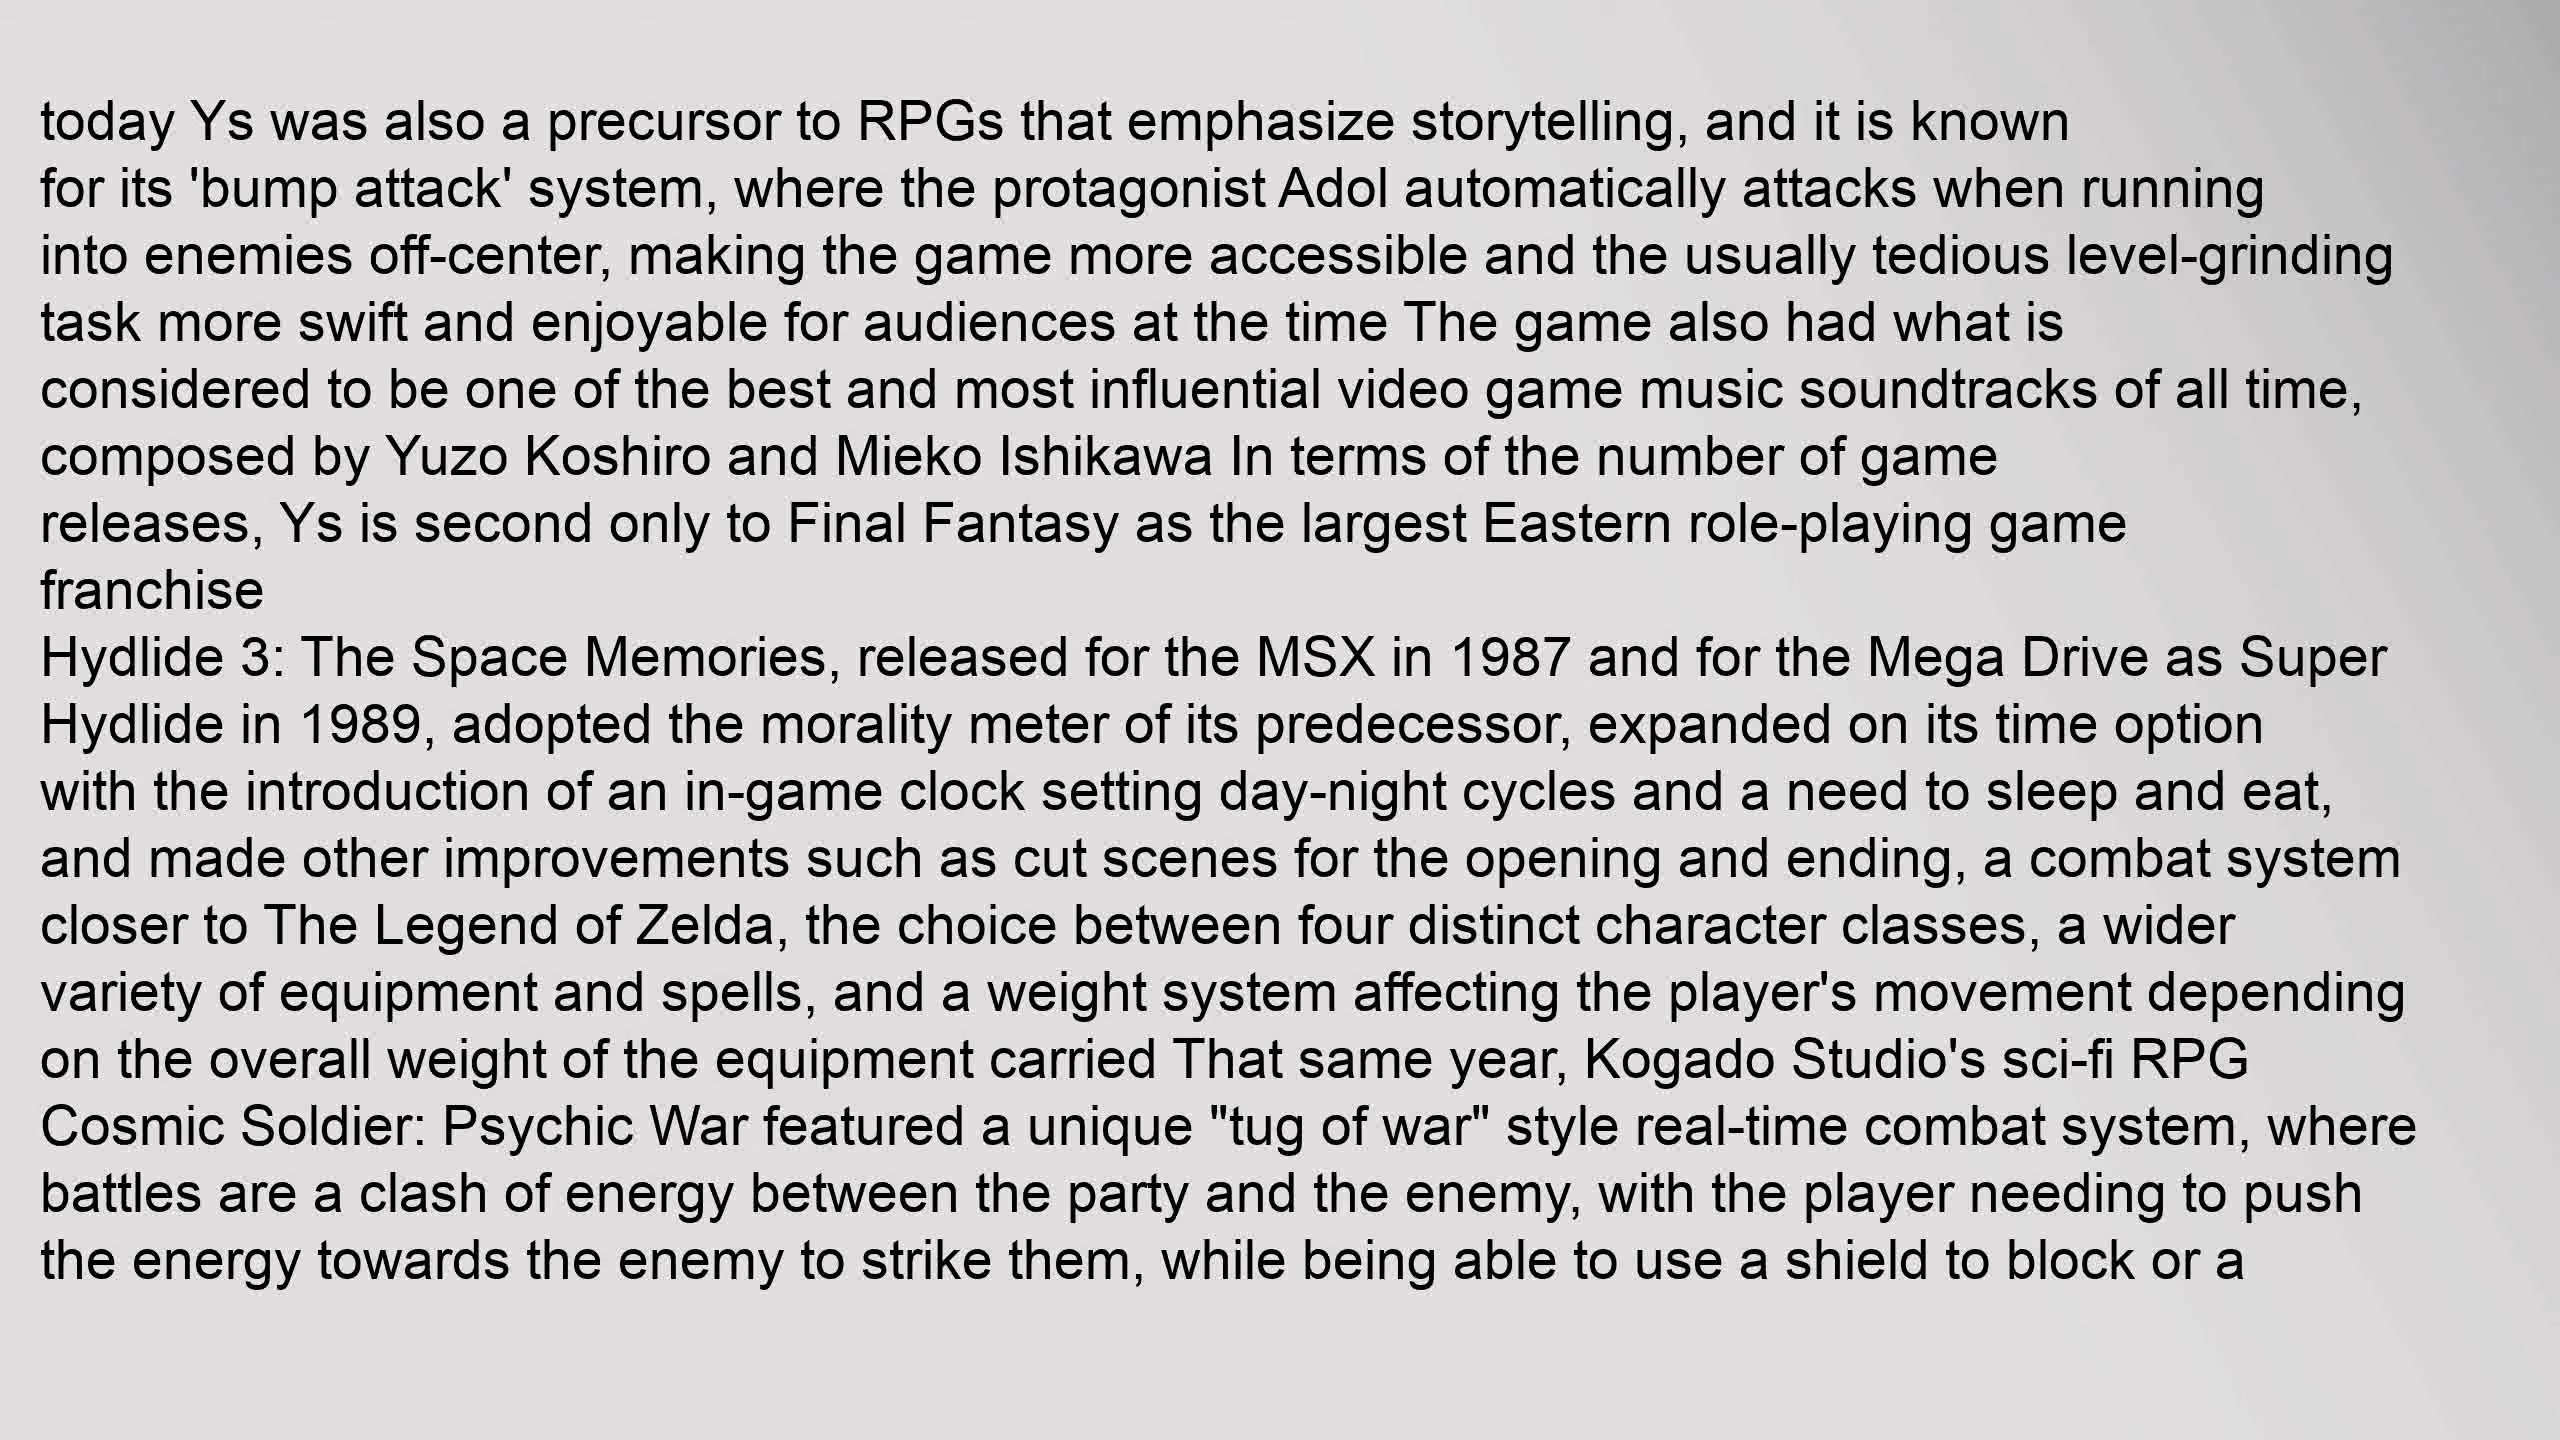 today Ys was also a precursor to RPGs that emphasize storytelling, and it is known
for its 'bump attack' system, where the protagonist Adol automatically attacks when running
into enemies off-center, making the game more accessible and the usually tedious level-grinding
task more swift and enjoyable for audiences at the time The game also had what is
considered to be one of the best and most influential video game music soundtracks of all time,
composed by Yuzo Koshiro and Mieko Ishikawa In terms of the number of game
releases, Ys is second only to Final Fantasy as the largest Eastern role-playing game
franchise
Hydlide 3: The Space Memories, released for the MSX in 1987 and for the Mega Drive as Super
Hydlide in 1989, adopted the morality meter of its predecessor, expanded on its time option
with the introduction of an in-game clock setting day-night cycles and a need to sleep and eat,
and made other improvements such as cut scenes for the opening and ending, a combat system
closer to The Legend of Zelda, the choice between four distinct character classes, a wider
variety of equipment and spells, and a weight system affecting the player's movement depending
on the overall weight of the equipment carried That same year, Kogado Studio's sci-fi RPG
Cosmic Soldier: Psychic War featured a unique "tug of war" style real-time combat system, where
battles are a clash of energy between the party and the enemy, with the player needing to push
the energy towards the enemy to strike them, while being able to use a shield to block or a